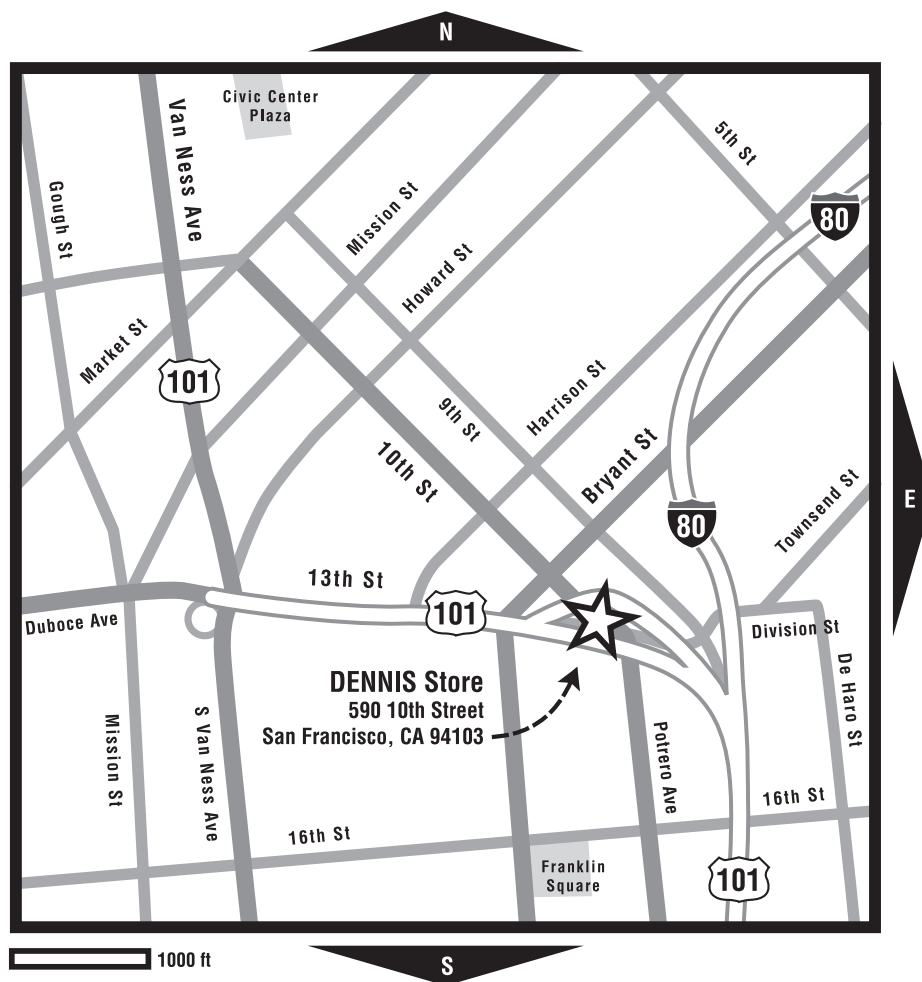 N
Civic Center
Plaza
Van Ness Ave
Gough St
5th St
Mission St
80
Howard St
Market St
101
Harrison St
9th St
10th St
Bryant St
E
Townsend St
80
13th St
101
Duboce Ave
Division St
DENNIS Store
590 10th Street
San Francisco, CA 94103
De Haro St
Mission St
S Van Ness Ave
Potrero Ave
16th St
16th St
Franklin
Square
101
1000 ft
S